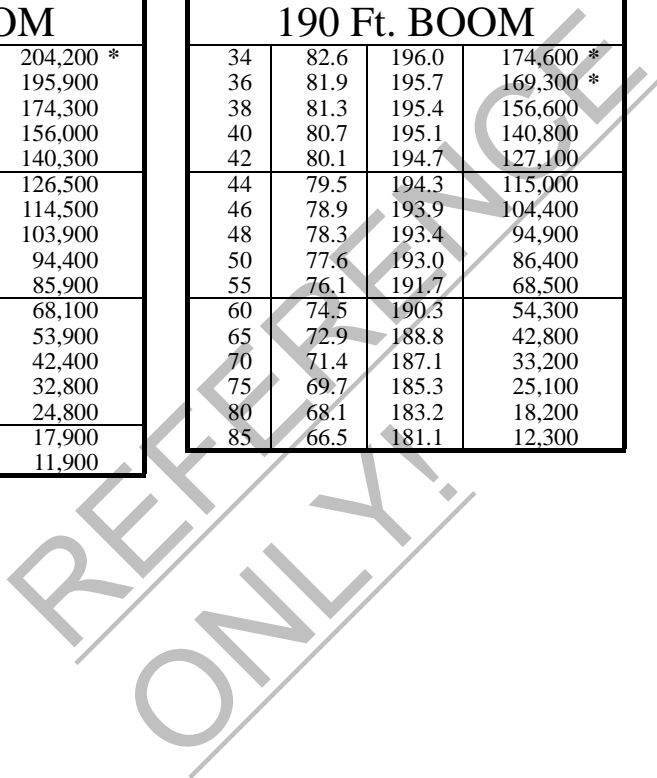 OM
204,200 *
195,900
174,300
156,000
140,300
126,500
114,500
103,900
94,400
85,900
68,100
53,900
42,400
32,800
24,800
17,900
11,900
190 Ft. BOOM
34 82.6 196.0 174,600 *
36 81.9 195.7 169,300 *
38 81.3 195.4 156,600
40 80.7 195.1 140,800
42 80.1 194.7 127,100
44 79.5 194.3 115,000
46 78.9 193.9 104,400
48 78.3 193.4 94,900
50 77.6 193.0 86,400
55 76.1 191.7 68,500
60 74.5 190.3 54,300
65 72.9 188.8 42,800
70 71.4 187.1 33,200
75 69.7 185.3 25,100
80 68.1 183.2 18,200
85 66.5 181.1 12,300
REFERENCE
ONLY!